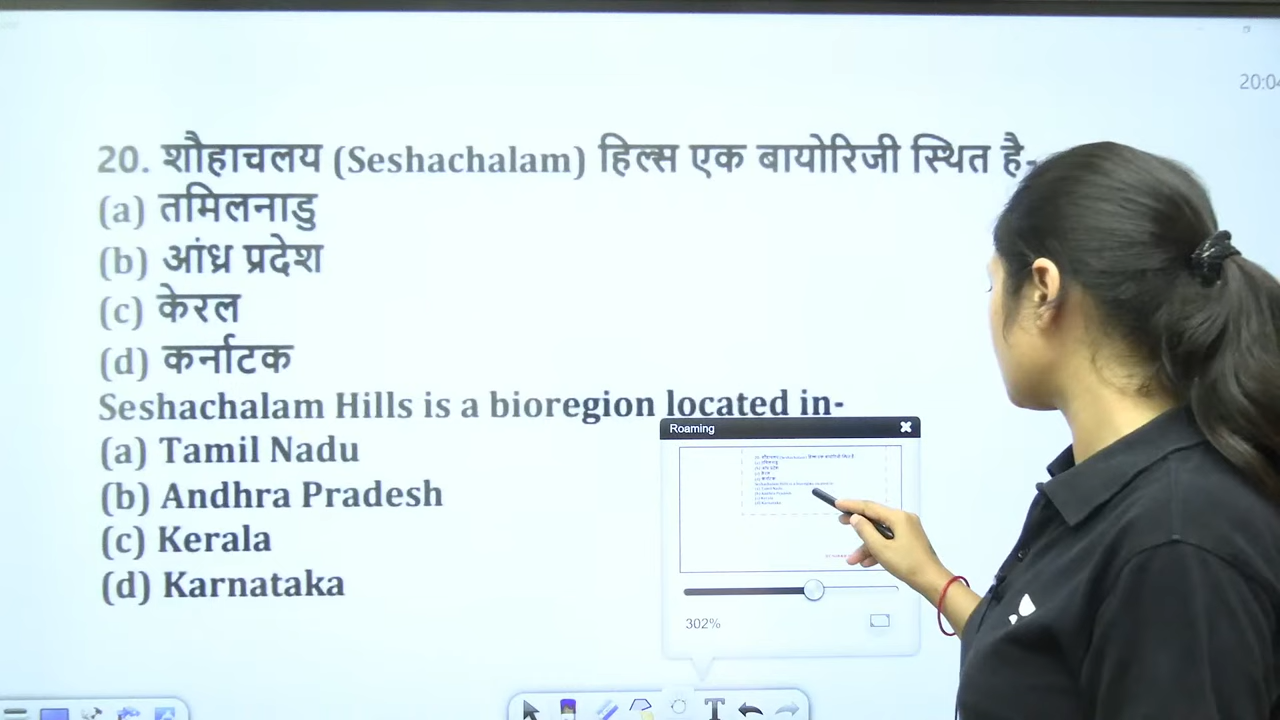 20:04
20. शौहाचलय (Seshachalam) हिल्स एक बायोरिजी स्थित है-
(a) तमिलनाडु
(b) आंध्र प्रदेश
(c) केरल
(d) कर्नाटक
Seshachalam Hills is a bioregion located in-
(a) Tamil Nadu
(b) Andhra Pradesh
(c) Kerala
(d) Karnataka
Roaming
302%